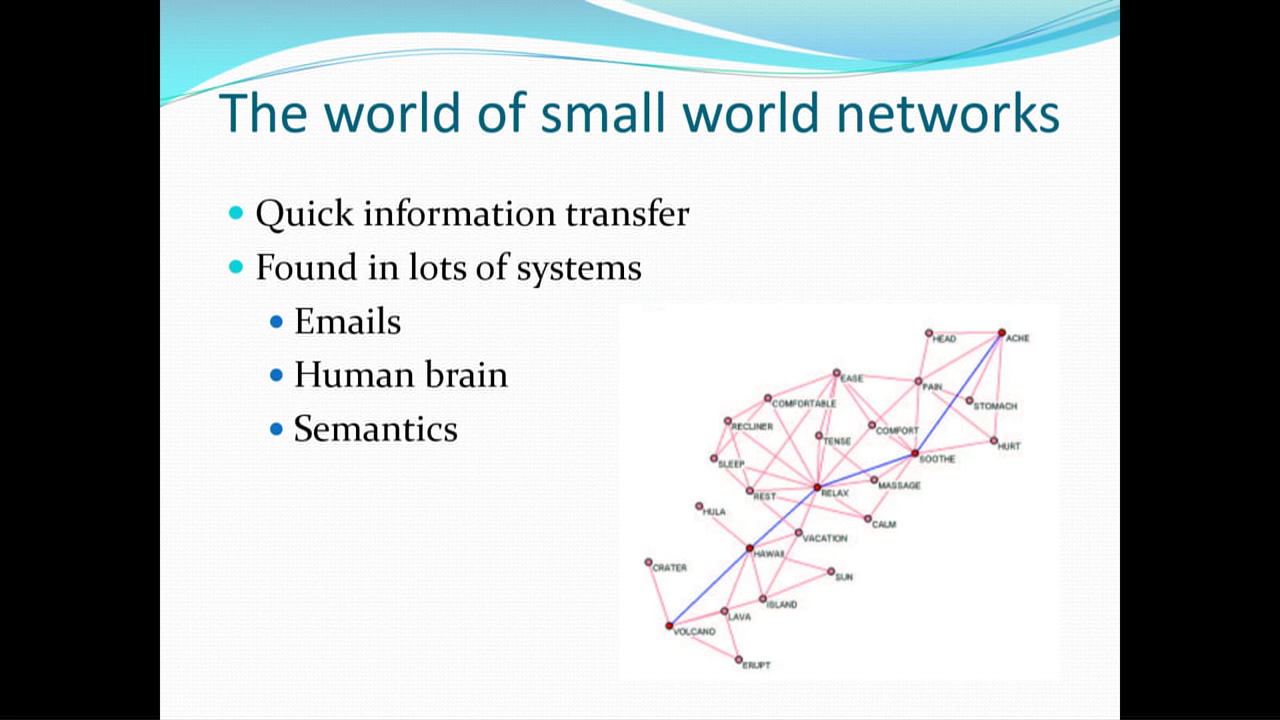 The world of small world networks
Quick information transfer
Found in lots of systems
Emails
Human brain
Semantics
HEAD
ACHE
EASE
PAIN
COMFORTABLE
STOMACH
RECLINER
COMFORT
TENSE
HURT
SOOTHE
SLEEP
MASSAGE
REST
RELAX
HULA
CALM
VACATION
HAWAII
CRATER
SUN
ISLAND
LAVA
VOLCANO
ERUPT